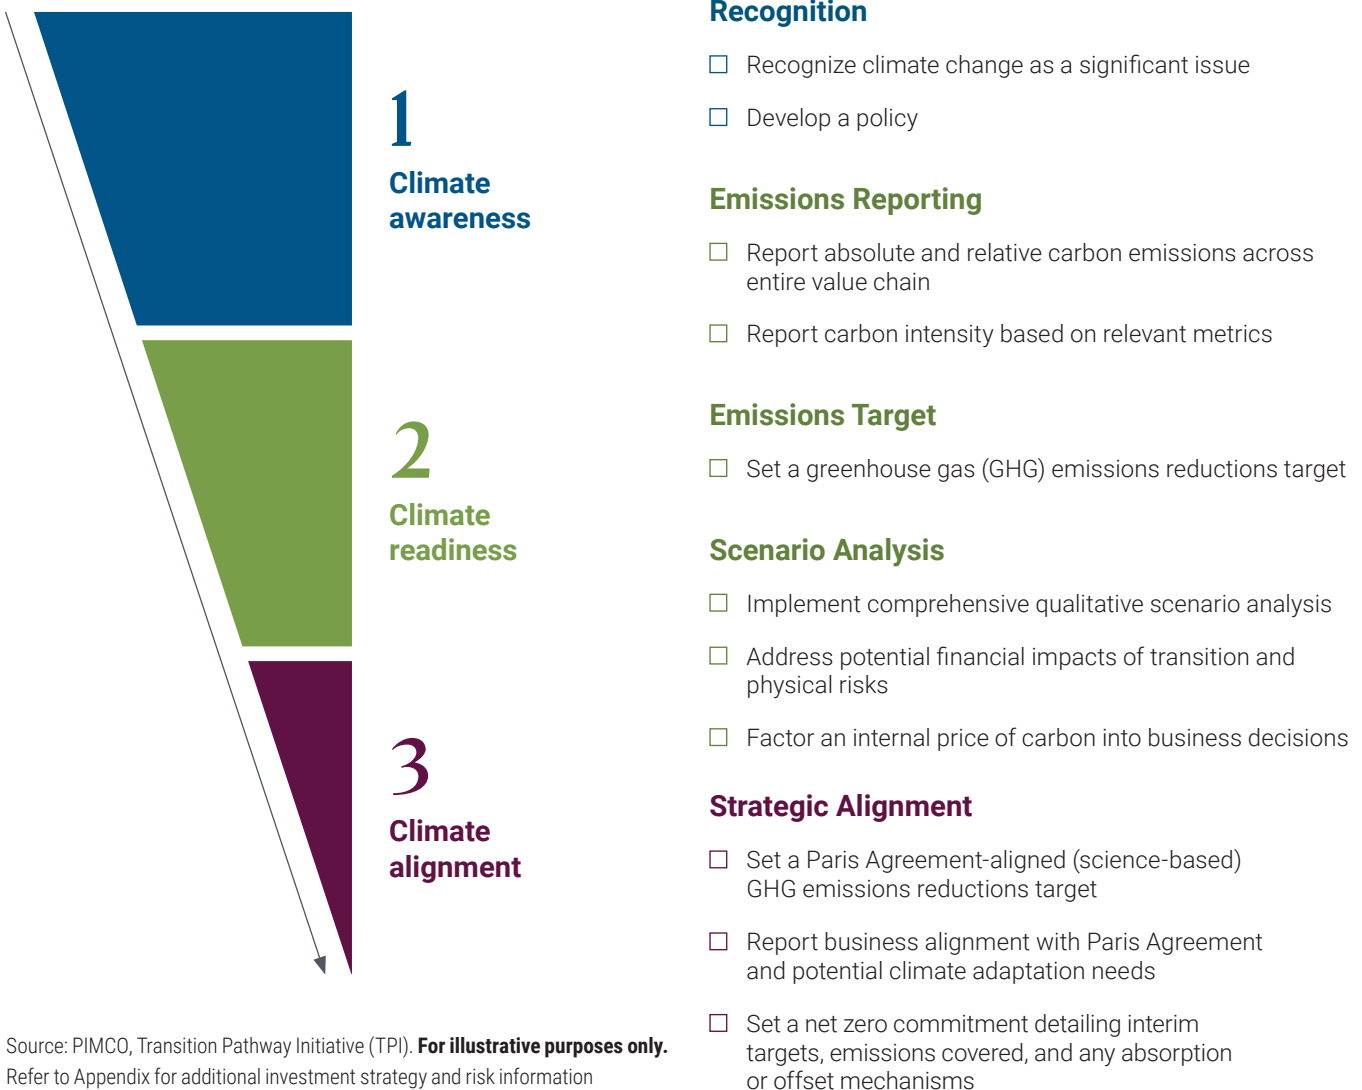 1
Climate
awareness
2
Climate
readiness
3
Climate
alignment
Recognition
Recognize climate change as a significant issue
Develop a policy
Emissions Reporting
Report absolute and relative carbon emissions across
entire value chain
Report carbon intensity based on relevant metrics
Emissions Target
Set a greenhouse gas (GHG) emissions reductions target
Scenario Analysis
Implement comprehensive qualitative scenario analysis
Address potential financial impacts of transition and
physical risks
Factor an internal price of carbon into business decisions
Strategic Alignment
Set a Paris Agreement-aligned (science-based)
GHG emissions reductions target
Report business alignment with Paris Agreement
and potential climate adaptation needs
Set a net zero commitment detailing interim
targets, emissions covered, and any absorption
or offset mechanisms
Source: PIMCO, Transition Pathway Initiative (TPI). For illustrative purposes only.
Refer to Appendix for additional investment strategy and risk information